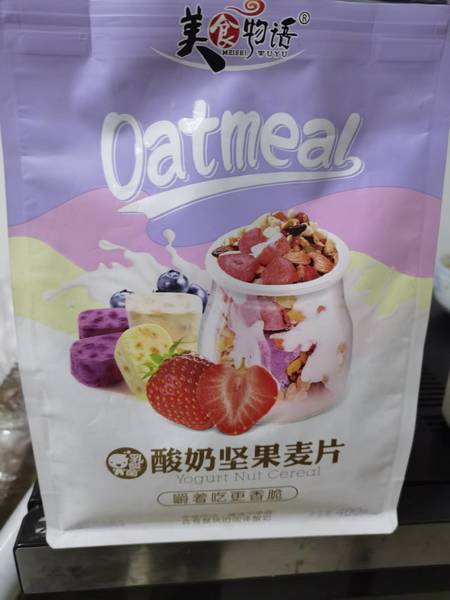 美食物语®
MEISHI WUYU
Oatmeal
酸奶坚果麦片
Yogurt Nut Cereal
嚼着吃更香脆